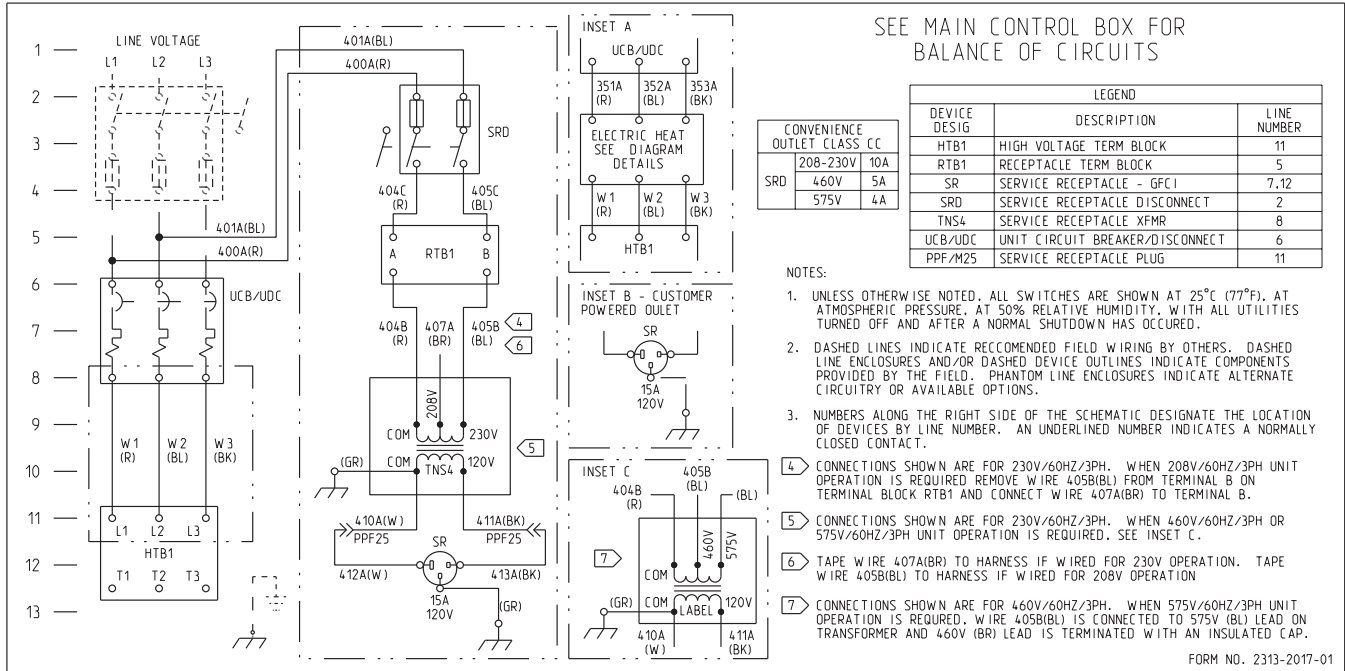 SEE MAIN CONTROL BOX FOR
BALANCE OF CIRCUITS
1
2
3
4
5
6
7
8
9
10
11
12
13
LINE VOLTAGE
L1 L2 L3
401A(BL)
400A(R)
401A(BL)
400A(R)
UCB/UDC
W1
(R)
W2
(BL)
W3
(BK)
L1 L2 L3
HTB1
T1 T2 T3
SRD
404C
(R)
405C
(BL)
A RTB1 B
404B
(R)
407A
(BR)
405B
(BL)
4
6
208V
COM 230V
5
(GR)
COM TNS4 120V
410A(W)
PPF25
411A(BK)
PPF25
SR
412A(W)
413A(BK)
15A
120V
(GR)
INSET A
UCB/UDC
351A
(R)
352A
(BL)
353A
(BK)
ELECTRIC HEAT
SEE DIAGRAM
DETAILS
W1
(R)
W2
(BL)
W3
(BK)
HTB1
INSET B - CUSTOMER
POWERED OULET
SR
15A
120V
INSET C
404B
(R)
405B
(BL)
(BL)
460V
575V
7
COM
(GR)
COM LABEL 120V
410A
(W)
411A
(BK)
CONVENIENCE
OUTLET CLASS CC
SRD
208-230V 10A
460V 5A
575V 4A
LEGEND
DEVICE
DESIG
DESCRIPTION
LINE
NUMBER
HTB1 HIGH VOLTAGE TERM BLOCK 11
RTB1 RECEPTACLE TERM BLOCK 5
SR SERVICE RECEPTACLE - GFCI 7,12
SRD SERVICE RECEPTACLE DISCONNECT 2
TNS4 SERVICE RECEPTACLE XFMR 8
UCB/UDC UNIT CIRCUIT BREAKER/DISCONNECT 6
PPF/M25 SERVICE RECEPTACLE PLUG 11
NOTES:
1. UNLESS OTHERWISE NOTED, ALL SWITCHES ARE SHOWN AT 25°C (77°F), AT
ATMOSPHERIC PRESSURE, AT 50% RELATIVE HUMIDITY, WITH ALL UTILITIES
TURNED OFF AND AFTER A NORMAL SHUTDOWN HAS OCCURED.
2. DASHED LINES INDICATE RECCOMENDED FIELD WIRING BY OTHERS. DASHED
LINE ENCLOSURES AND/OR DASHED DEVICE OUTLINES INDICATE COMPONENTS
PROVIDED BY THE FIELD. PHANTOM LINE ENCLOSURES INDICATE ALTERNATE
CIRCUITRY OR AVAILABLE OPTIONS.
3. NUMBERS ALONG THE RIGHT SIDE OF THE SCHEMATIC DESIGNATE THE LOCATION
OF DEVICES BY LINE NUMBER. AN UNDERLINED NUMBER INDICATES A NORMALLY
CLOSED CONTACT.
4 CONNECTIONS SHOWN ARE FOR 230V/60HZ/3PH. WHEN 208V/60HZ/3PH UNIT
OPERATION IS REQUIRED REMOVE WIRE 405B(BL) FROM TERMINAL B ON
TERMINAL BLOCK RTB1 AND CONNECT WIRE 407A(BR) TO TERMINAL B.
5 CONNECTIONS SHOWN ARE FOR 230V/60HZ/3PH. WHEN 460V/60HZ/3PH OR
575V/60HZ/3PH UNIT OPERATION IS REQUIRED, SEE INSET C.
6 TAPE WIRE 407A(BR) TO HARNESS IF WIRED FOR 230V OPERATION. TAPE
WIRE 405B(BL) TO HARNESS IF WIRED FOR 208V OPERATION
7 CONNECTIONS SHOWN ARE FOR 460V/60HZ/3PH. WHEN 575V/60HZ/3PH UNIT
OPERATION IS REQURED, WIRE 405B(BL) IS CONNECTED TO 575V (BL) LEAD ON
TRANSFORMER AND 460V (BR) LEAD IS TERMINATED WITH AN INSULATED CAP.
FORM NO. 2313-2017-01